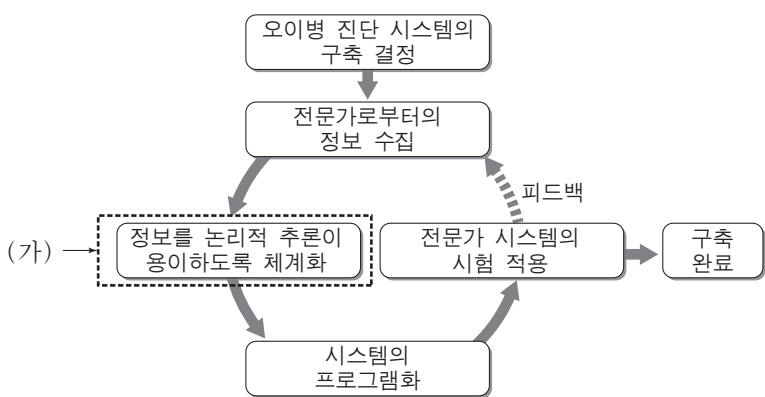 오이병 진단 시스템의
구축 결정
전문가로부터의
정보 수집
피드백
(가)
정보를 논리적 추론이
용이하도록 체계화
전문가 시스템의
시험 적용
구축
완료
시스템의
프로그램화